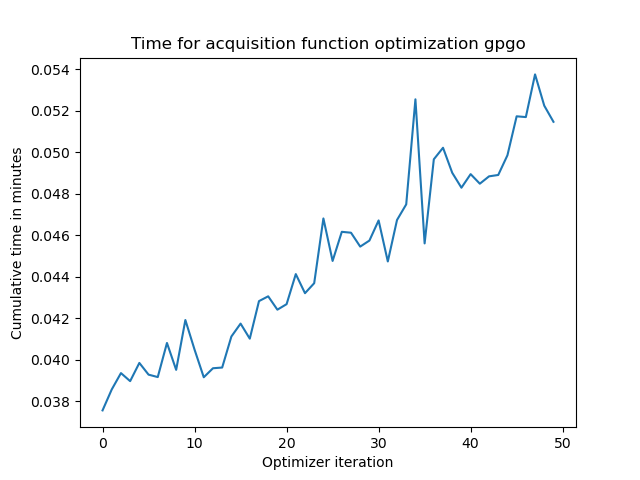 Time for acquisition function optimization gpgo
0.054
0.052
0.050
0.048
0.046
0.044
0.042
0.040
0.038
Cumulative time in minutes
0 10 20 30 40 50
Optimizer iteration